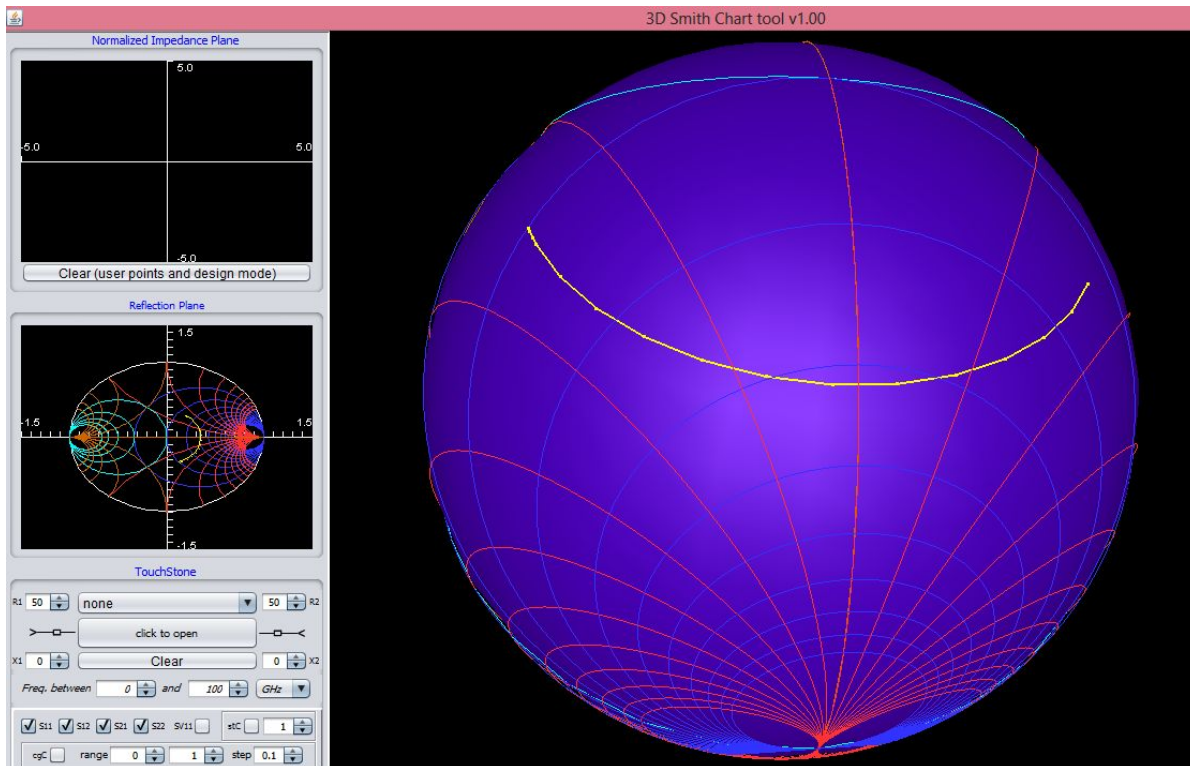 3D Smith Chart tool v1.00
Normalized Impedance Plane
5.0
-5.0 5.0
-5.0
Clear (user points and design mode)
Reflection Plane
1.5
-1.5 1.5
-1.5
TouchStone
R1 50 none 50 R2
click to open
X1 0 Clear 0 X2
Freq. between 0 and 100 GHz
S11 S12 S21 S22 SV11 stC 1
range 0 1 step 0.1